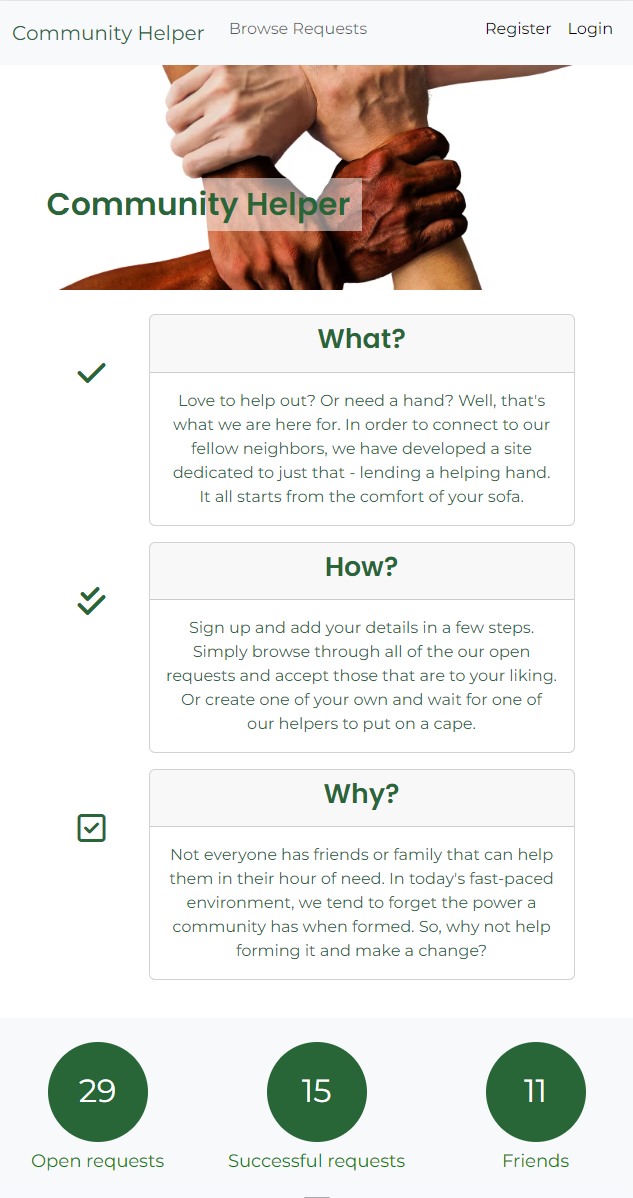 Community Helper Browse Requests Register Login
Community Helper
What?
Love to help out? Or need a hand? Well, that's
what we are here for. In order to connect to our
fellow neighbors, we have developed a site
dedicated to just that - lending a helping hand.
It all starts from the comfort of your sofa.
How?
Sign up and add your details in a few steps.
Simply browse through all of the our open
requests and accept those that are to your liking.
Or create one of your own and wait for one of
our helpers to put on a cape.
Why?
Not everyone has friends or family that can help
them in their hour of need. In today's fast-paced
environment, we tend to forget the power a
community has when formed. So, why not help
forming it and make a change?
29 15 11
Open requests Successful requests Friends